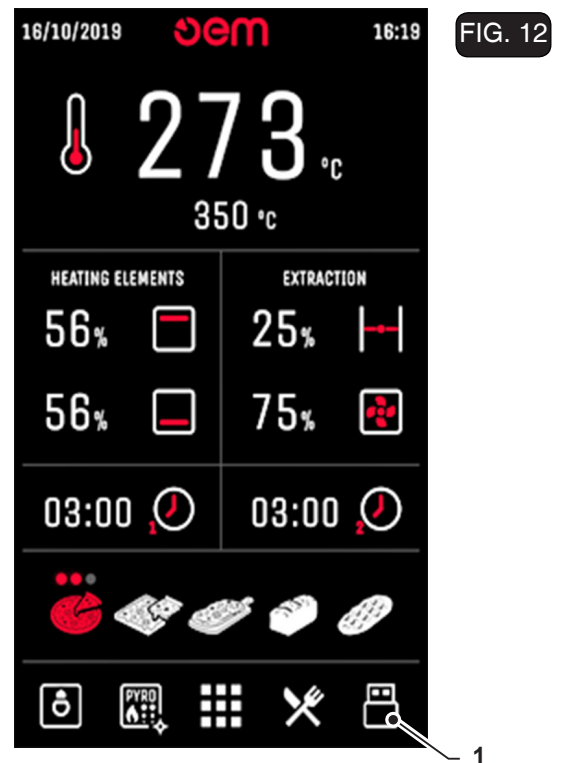 16/10/2019 oem 16:19 FIG. 12
273 °C
350 °C
HEATING ELEMENTS EXTRACTION
56% 25%
56% 75%
03:00 1 03:00 2
PYRO
1